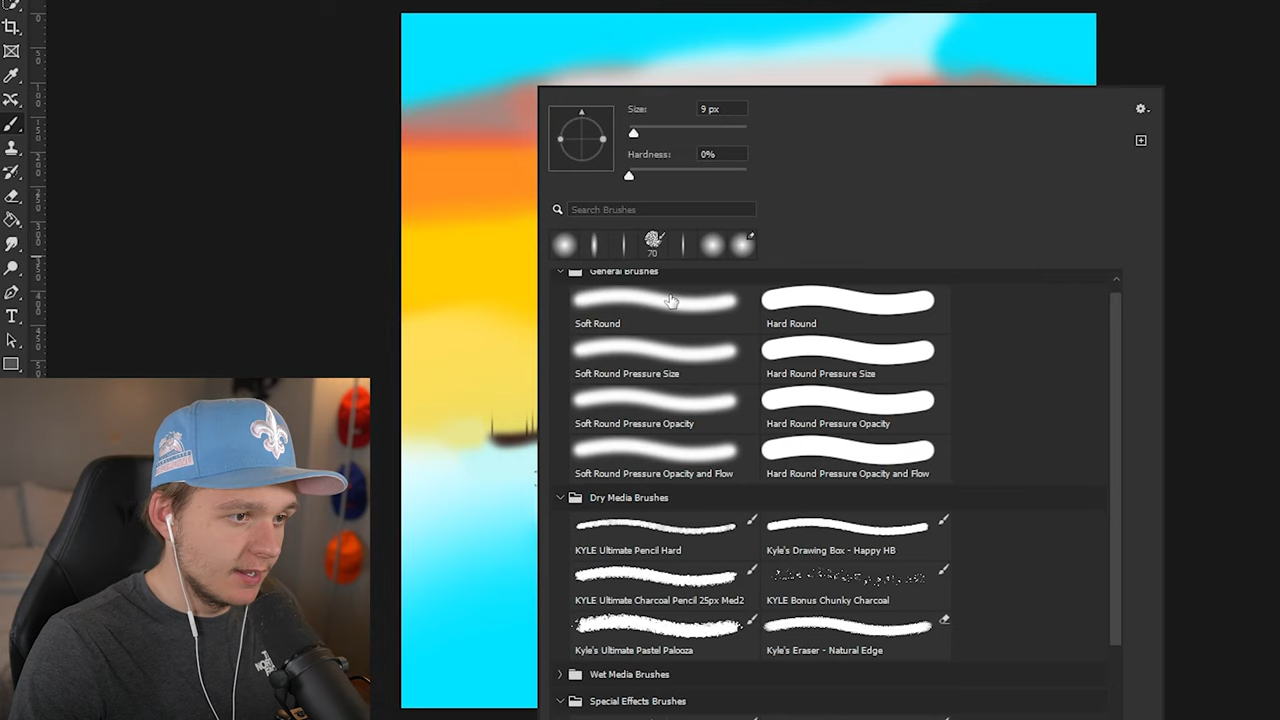 Size:
9 px
Hardness:
0%
Search Brushes
70
General Brushes
Soft Round
Hard Round
Soft Round Pressure Size
Hard Round Pressure Size
Soft Round Pressure Opacity
Hard Round Pressure Opacity
Soft Round Pressure Opacity and Flow
Hard Round Pressure Opacity and Flow
Dry Media Brushes
KYLE Ultimate Pencil Hard
Kyle's Drawing Box - Happy HB
KYLE Ultimate Charcoal Pencil 25px Med2
KYLE Bonus Chunky Charcoal
Kyle's Ultimate Pastel Palooza
Kyle's Eraser - Natural Edge
Wet Media Brushes
Special Effects Brushes
THE
NORTH